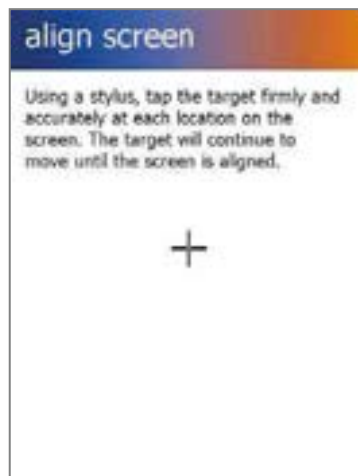 align screen
Using a stylus, tap the target firmly and
accurately at each location on the
screen. The target will continue to
move until the screen is aligned.